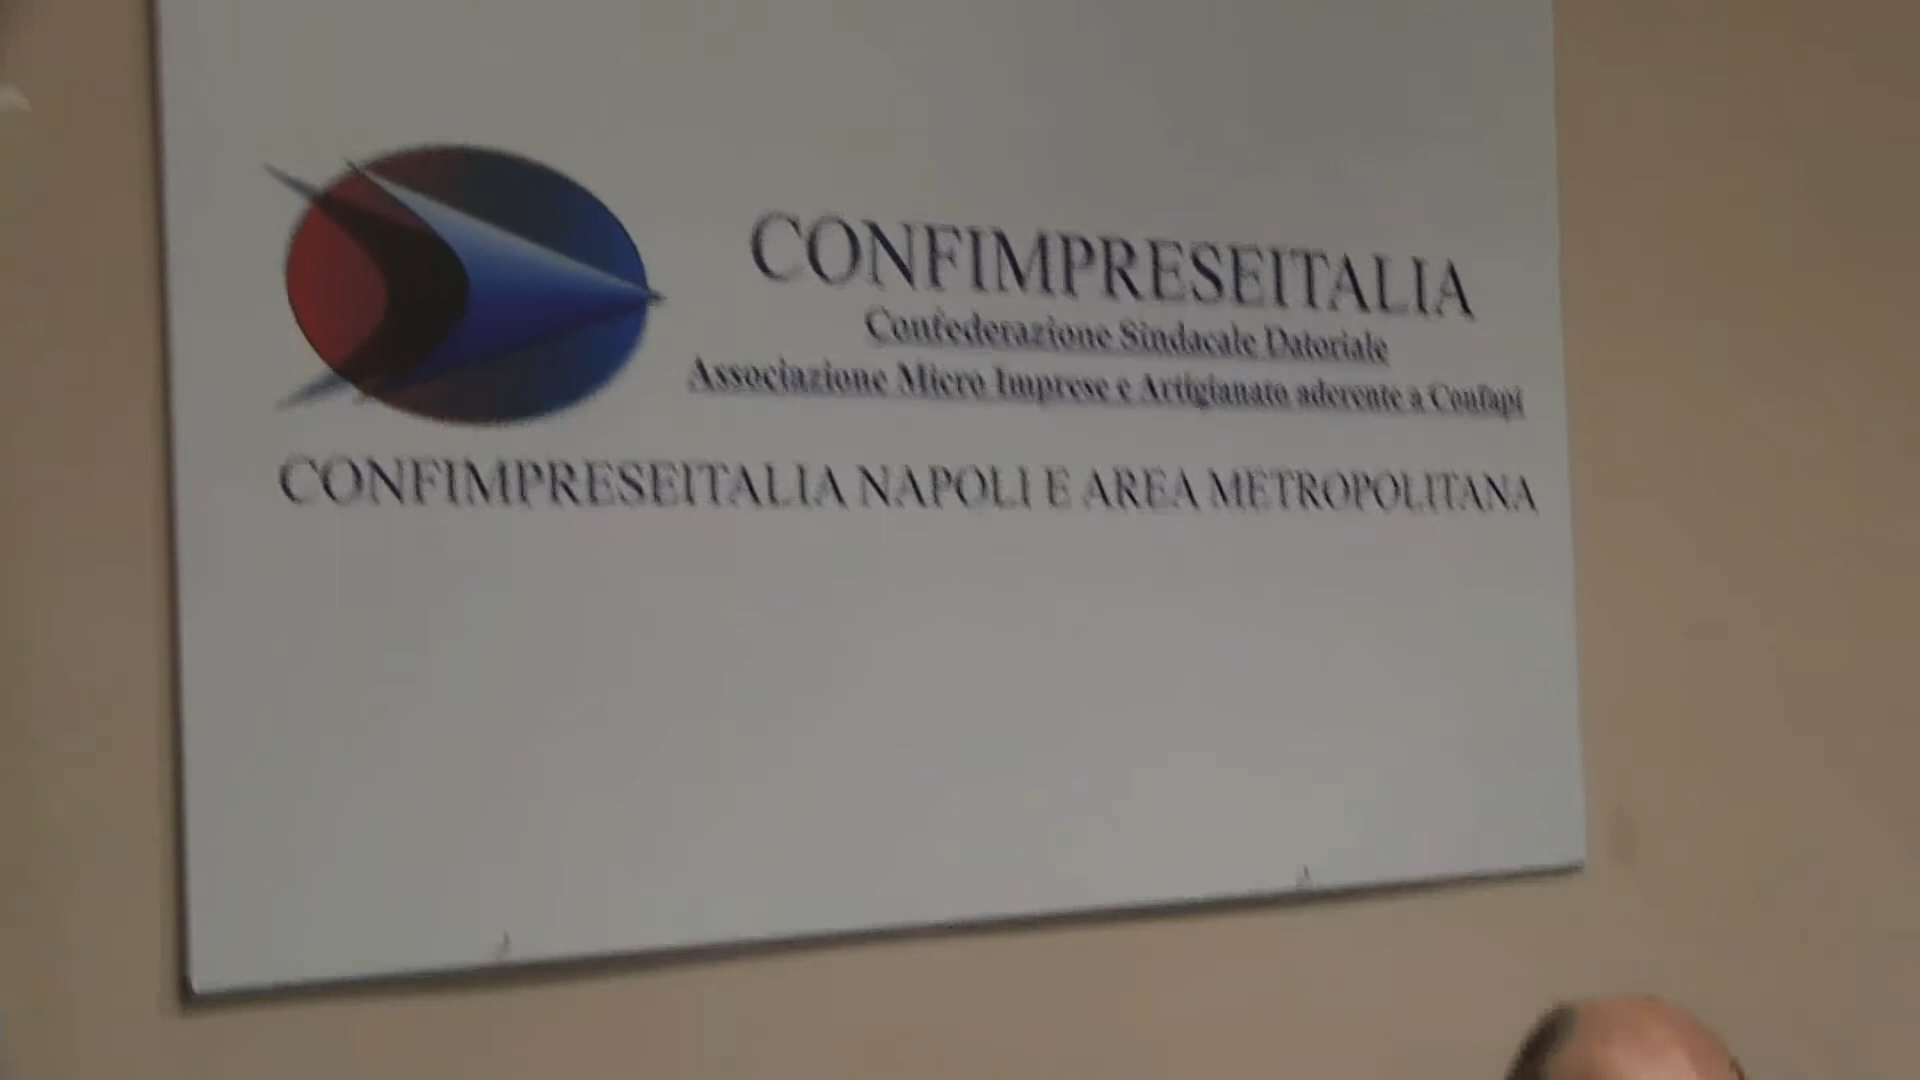 CONFIMPRESEITALIA
Confederazione Sindacale Datoriale
Associazione Micro Imprese e Artigianato aderente a Confapi
CONFIMPRESEITALIA NAPOLI E AREA METROPOLITANA